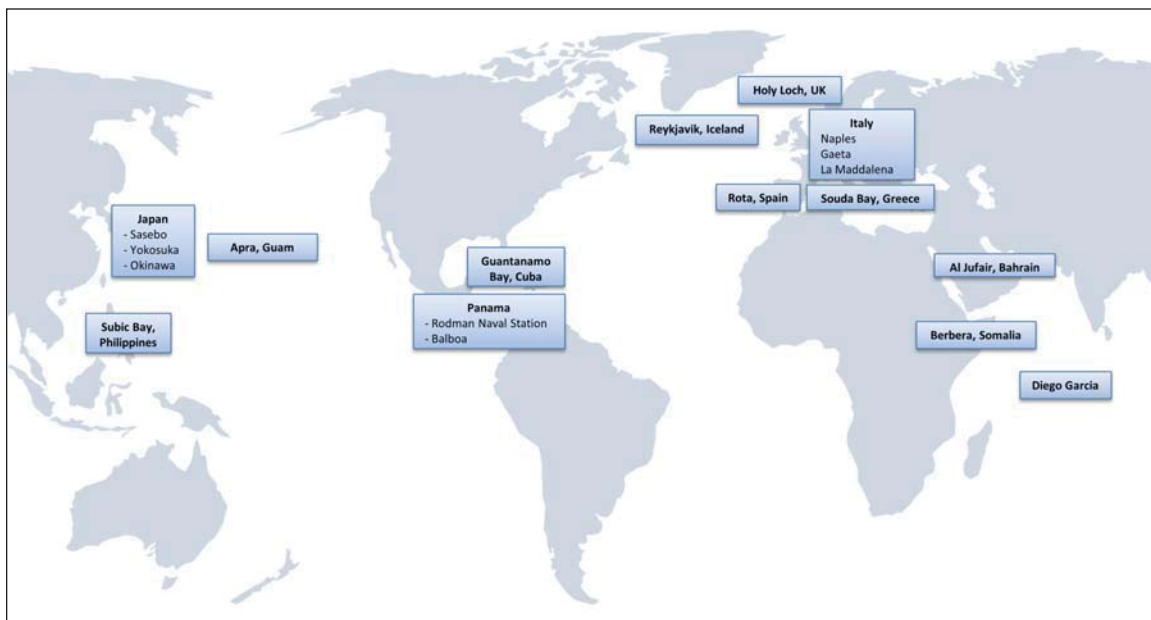 Holy Loch, UK
Reykjavik, Iceland
Italy
Naples
Gaeta
La Maddalena
Rota, Spain
Souda Bay, Greece
Japan
- Sasebo
- Yokosuka
- Okinawa
Apra, Guam
Guantanamo
Bay, Cuba
Al Jufair, Bahrain
Panama
- Rodman Naval Station
- Balboa
Subic Bay,
Philippines
Berbera, Somalia
Diego Garcia